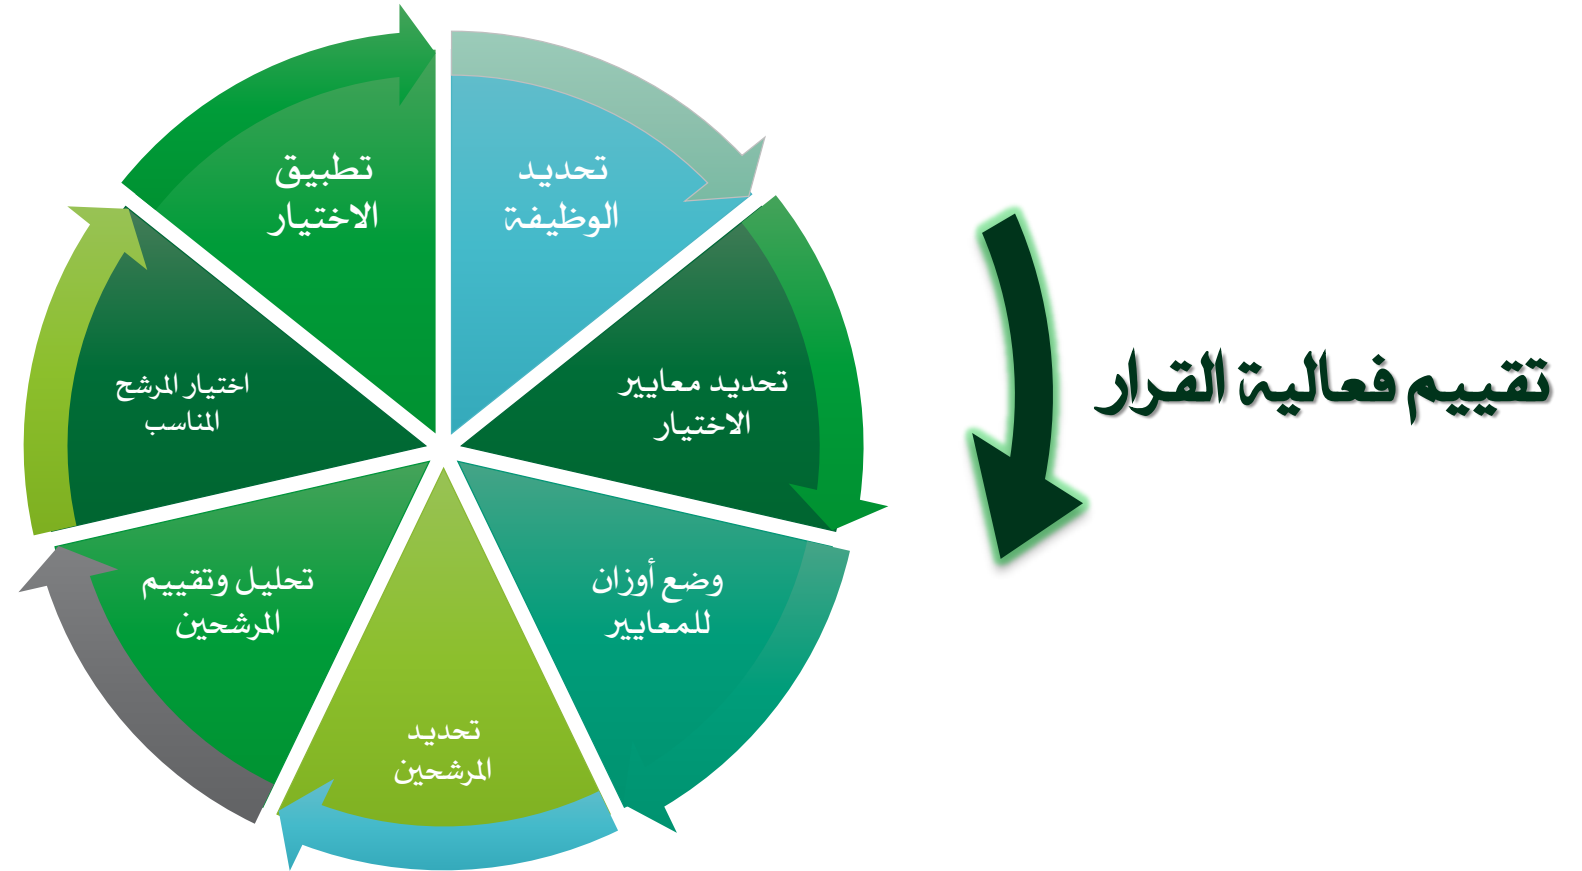 تحديد
الوظيفة
تحديد معايير
الاختيار
وضع أوزان
للمعايير
تحديد
المرشحين
تحليل وتقييم
المرشحين
اختيار المرشح
المناسب
تطبيق
الاختيار
تقييم فعالية القرار